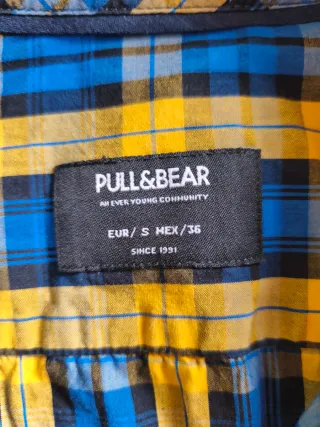 PULL&BEAR
AN EVER YOUNG COMMUNITY
EUR/ S MEX/36
SINCE 1991